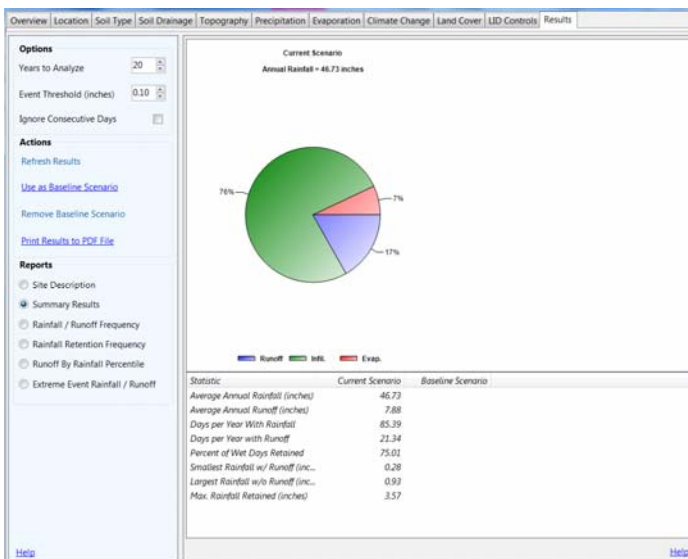 Overview Location Soil Type Soil Drainage Topography Precipitation Evaporation Climate Change Land Cover LID Controls Results
Options
Years to Analyze 20
Event Threshold (inches) 0.10
Ignore Consecutive Days
Actions
Refresh Results
Use as Baseline Scenario
Remove Baseline Scenario
Print Results to PDF File
Reports
Site Description
Summary Results
Rainfall / Runoff Frequency
Rainfall Retention Frequency
Runoff By Rainfall Percentile
Extreme Event Rainfall / Runoff
Help
Current Scenario
Annual Rainfall = 46.73 inches
76%
7%
17%
Runoff Infil. Evap.
Statistic Current Scenario Baseline Scenario
Average Annual Rainfall (inches) 46.73
Average Annual Runoff (inches) 7.88
Days per Year With Rainfall 85.39
Days per Year with Runoff 21.34
Percent of Wet Days Retained 75.01
Smallest Rainfall w/ Runoff (inc... 0.28
Largest Rainfall w/o Runoff (inc... 0.93
Max. Rainfall Retained (inches) 3.57
Help